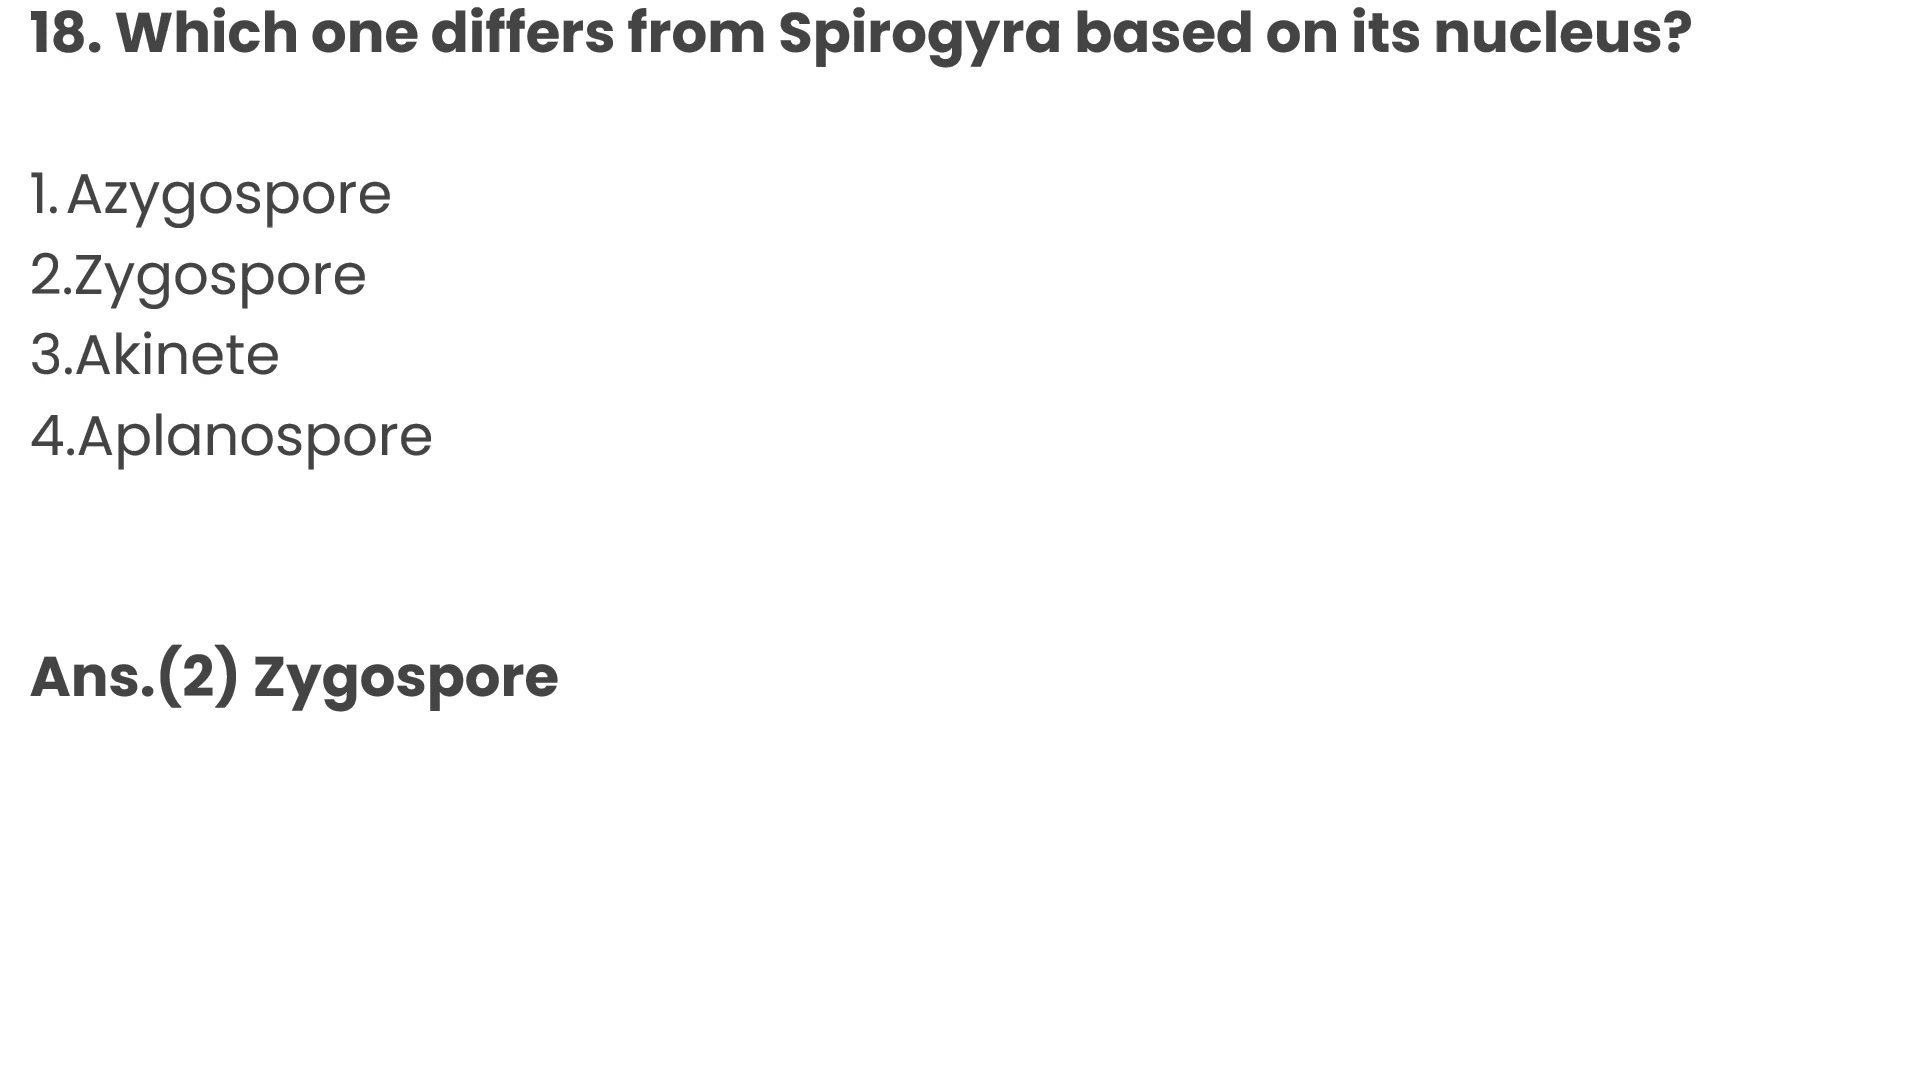 18. Which one differs from Spirogyra based on its nucleus?
1. Azygospore
2.Zygospore
3.Akinete
4.Aplanospore
Ans.(2) Zygospore